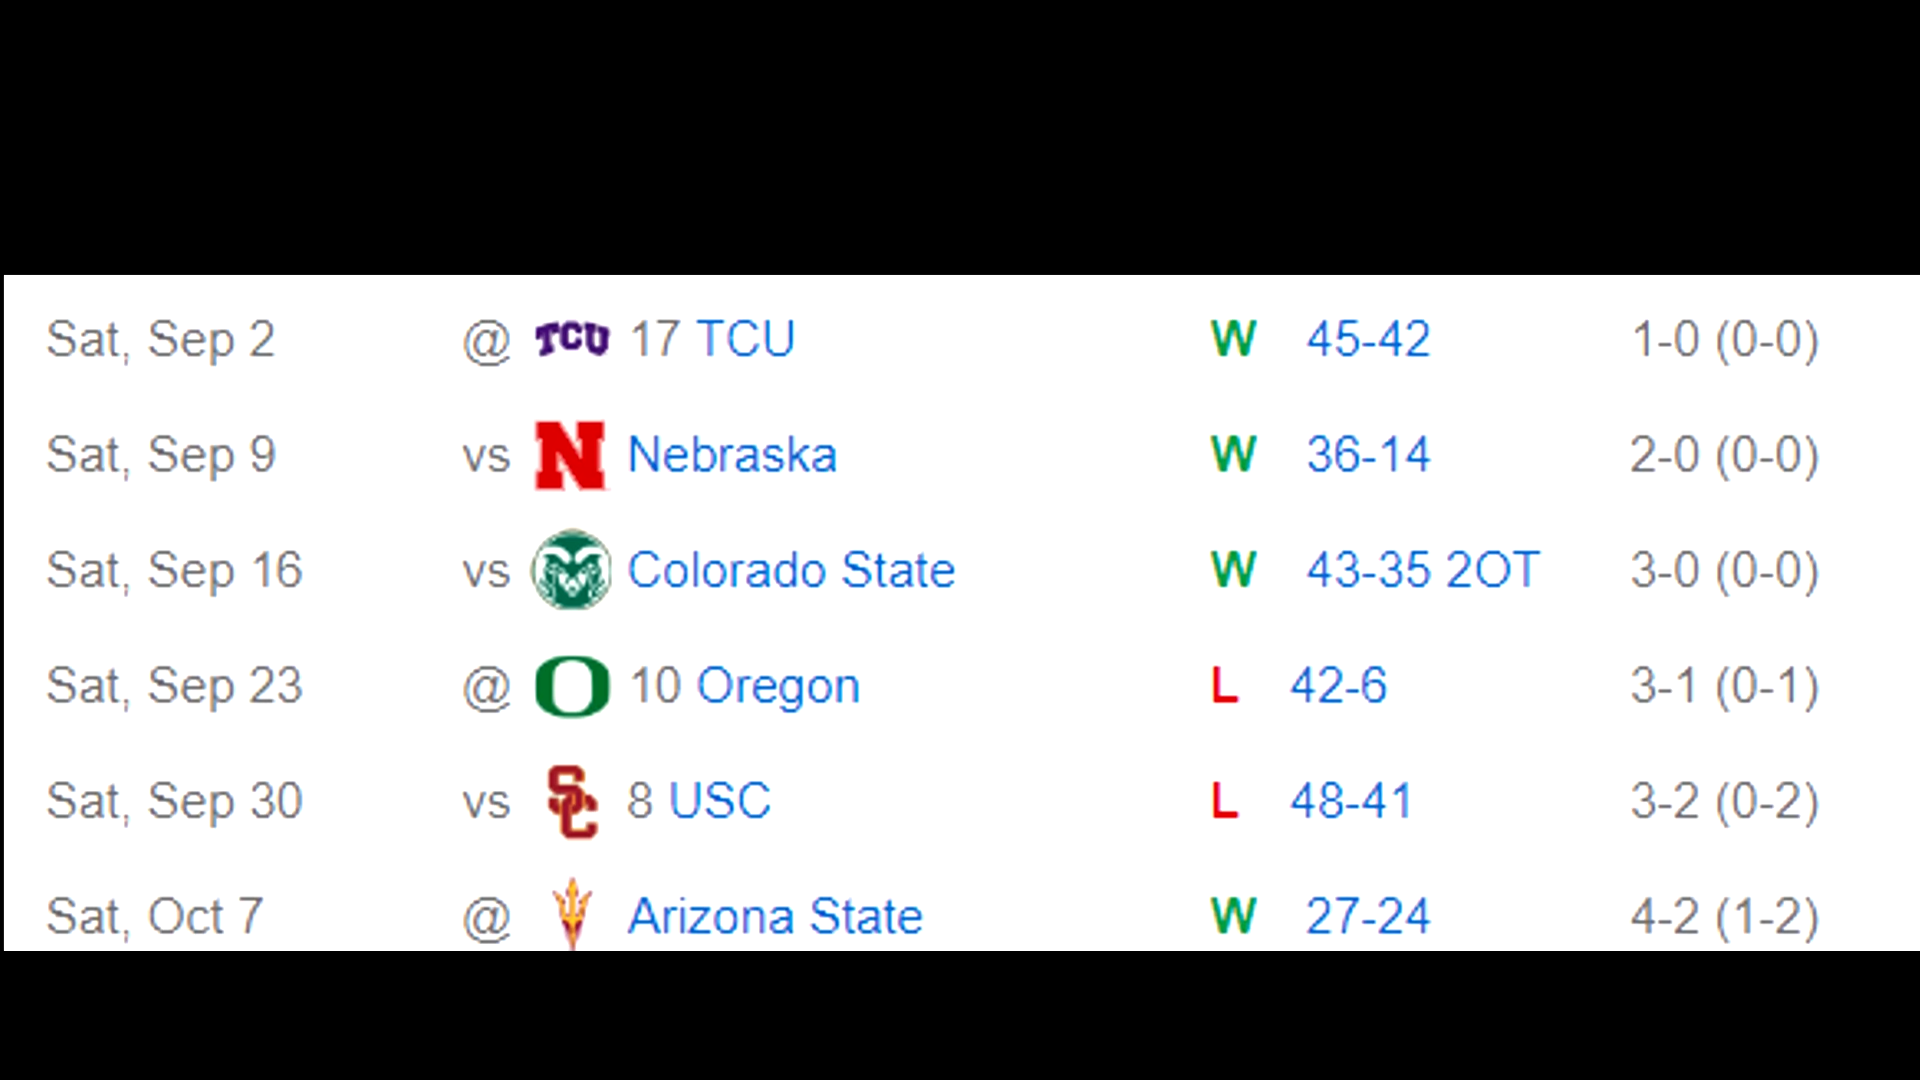 Sat, Sep 2 @ TCU 17 TCU W 45-42 1-0 (0-0)
Sat, Sep 9 vs N Nebraska W 36-14 2-0 (0-0)
Sat, Sep 16 vs Colorado State W 43-35 2OT 3-0 (0-0)
Sat, Sep 23 @ O 10 Oregon L 42-6 3-1 (0-1)
Sat, Sep 30 vs SC 8 USC L 48-41 3-2 (0-2)
Sat, Oct 7 @ Arizona State W 27-24 4-2 (1-2)